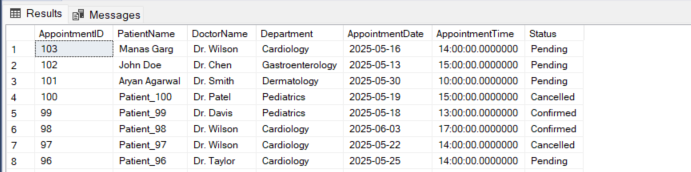 Results Messages
AppointmentID PatientName DoctorName Department AppointmentDate AppointmentTime Status
1 103 Manas Garg Dr. Wilson Cardiology 2025-05-16 14:00:00.0000000 Pending
2 102 John Doe Dr. Chen Gastroenterology 2025-05-13 15:00:00.0000000 Pending
3 101 Aryan Agarwal Dr. Smith Dermatology 2025-05-30 10:00:00.0000000 Pending
4 100 Patient_100 Dr. Patel Pediatrics 2025-05-19 15:00:00.0000000 Cancelled
5 99 Patient_99 Dr. Davis Pediatrics 2025-05-18 13:00:00.0000000 Confirmed
6 98 Patient_98 Dr. Wilson Cardiology 2025-06-03 17:00:00.0000000 Confirmed
7 97 Patient_97 Dr. Wilson Cardiology 2025-05-22 14:00:00.0000000 Cancelled
8 96 Patient_96 Dr. Taylor Cardiology 2025-05-25 14:00:00.0000000 Pending